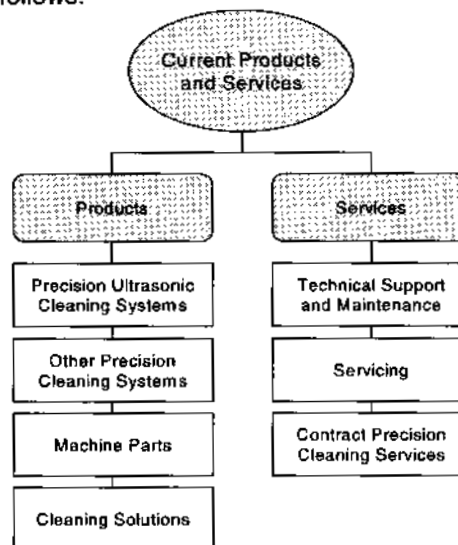 follows:
Current Products
and Services
Products
Services
Precision Ultrasonic
Cleaning Systems
Other Precision
Cleaning Systems
Machine Parts
Cleaning Solutions
Technical Support
and Maintenance
Servicing
Contract Precision
Cleaning Services